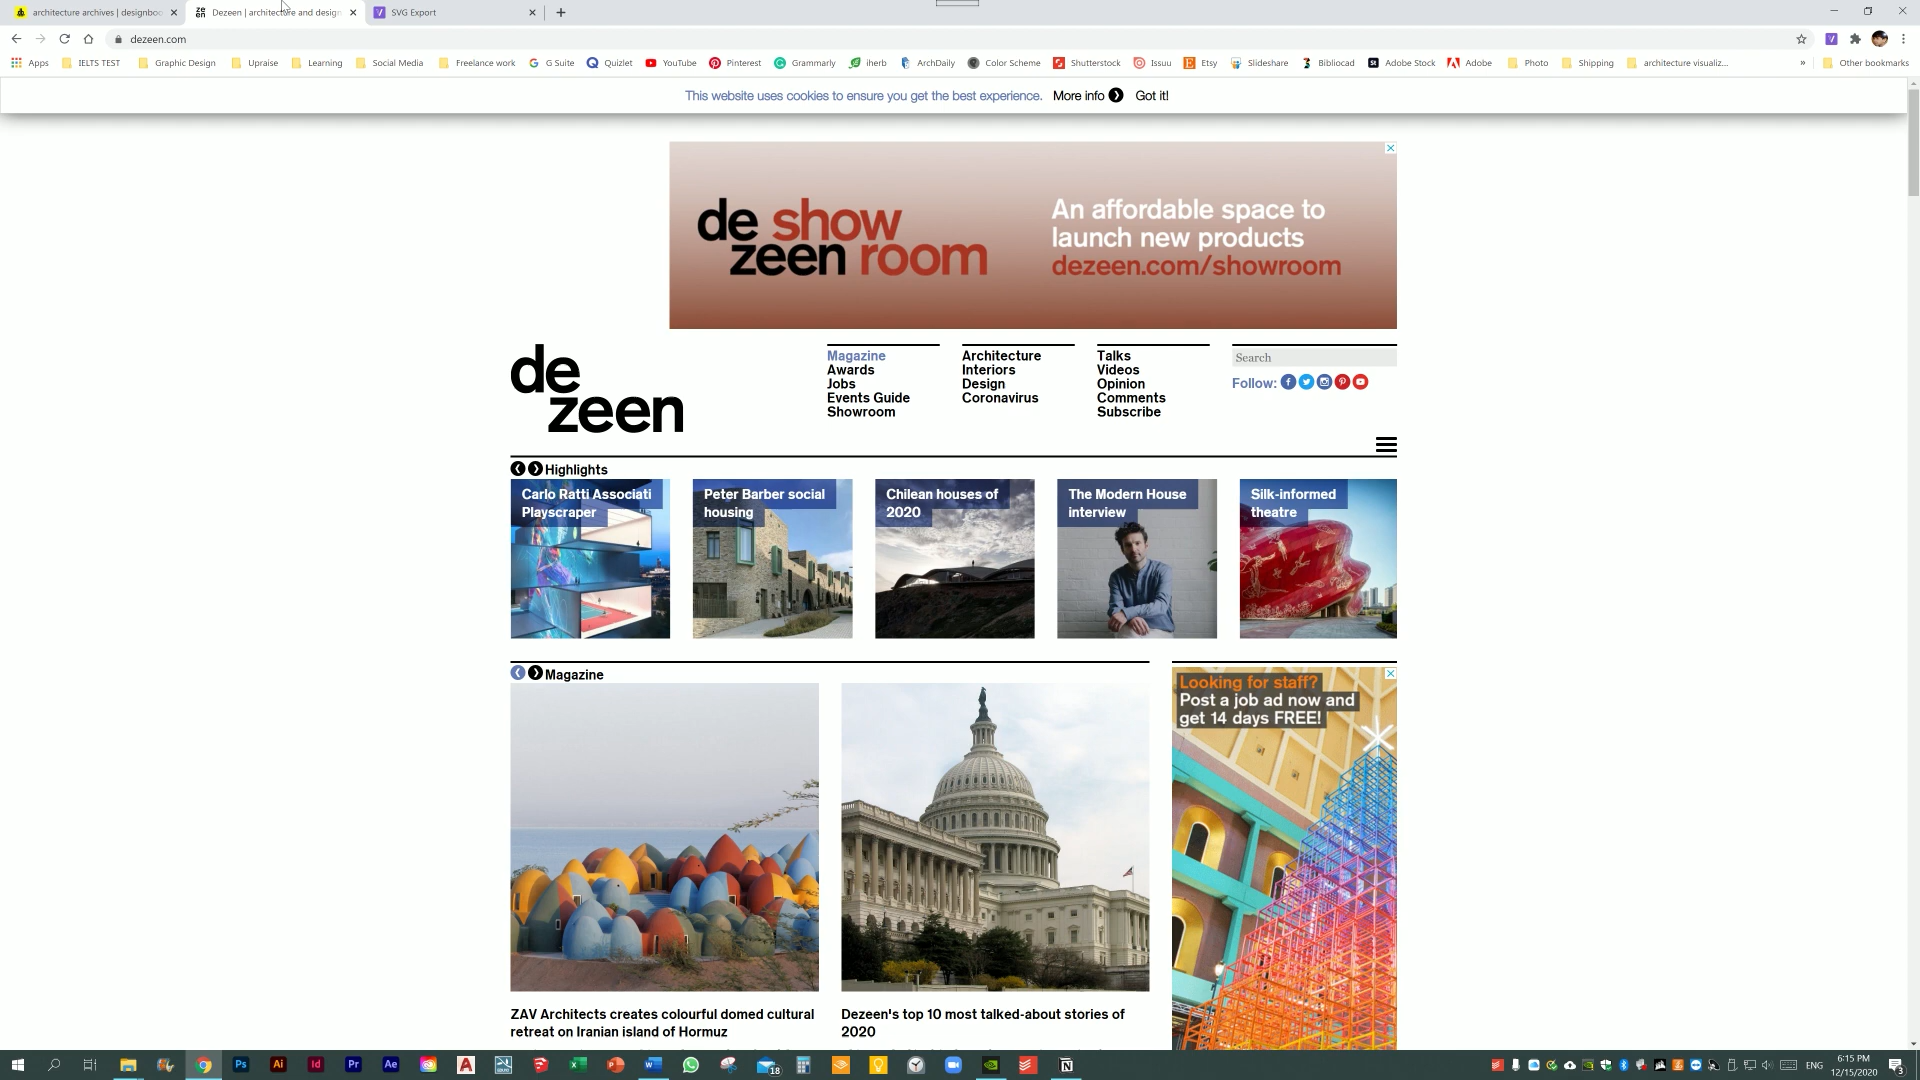 architecture archives | designboo
Dezeen | architecture and design
SVG Export
dezeen.com
Apps
IELTS TEST
Graphic Design
Upraise
Learning
Social Media
Freelance work
G Suite
Quizlet
YouTube
Pinterest
Grammarly
iherb
ArchDaily
Color Scheme
Shutterstock
Issuu
Etsy
Slideshare
Bibliocad
Adobe Stock
Adobe
Photo
Shipping
architecture visualiz...
»
Other bookmarks
This website uses cookies to ensure you get the best experience. More info Got it!
de show
zeen room
An affordable space to
launch new products
dezeen.com/showroom
de
zeen
Magazine
Awards
Jobs
Events Guide
Showroom
Architecture
Interiors
Design
Coronavirus
Talks
Videos
Opinion
Comments
Subscribe
Search
Follow:
Highlights
Carlo Ratti Associati
Playscraper
Peter Barber social
housing
Chilean houses of
2020
The Modern House
interview
Silk-informed
theatre
Magazine
Looking for staff?
Post a job ad now and
get 14 days FREE!
ZAV Architects creates colourful domed cultural
retreat on Iranian island of Hormuz
Dezeen's top 10 most talked-about stories of
2020
Ps
Ai
Id
Pr
Ae
18
ENG
6:15 PM
12/15/2020
3